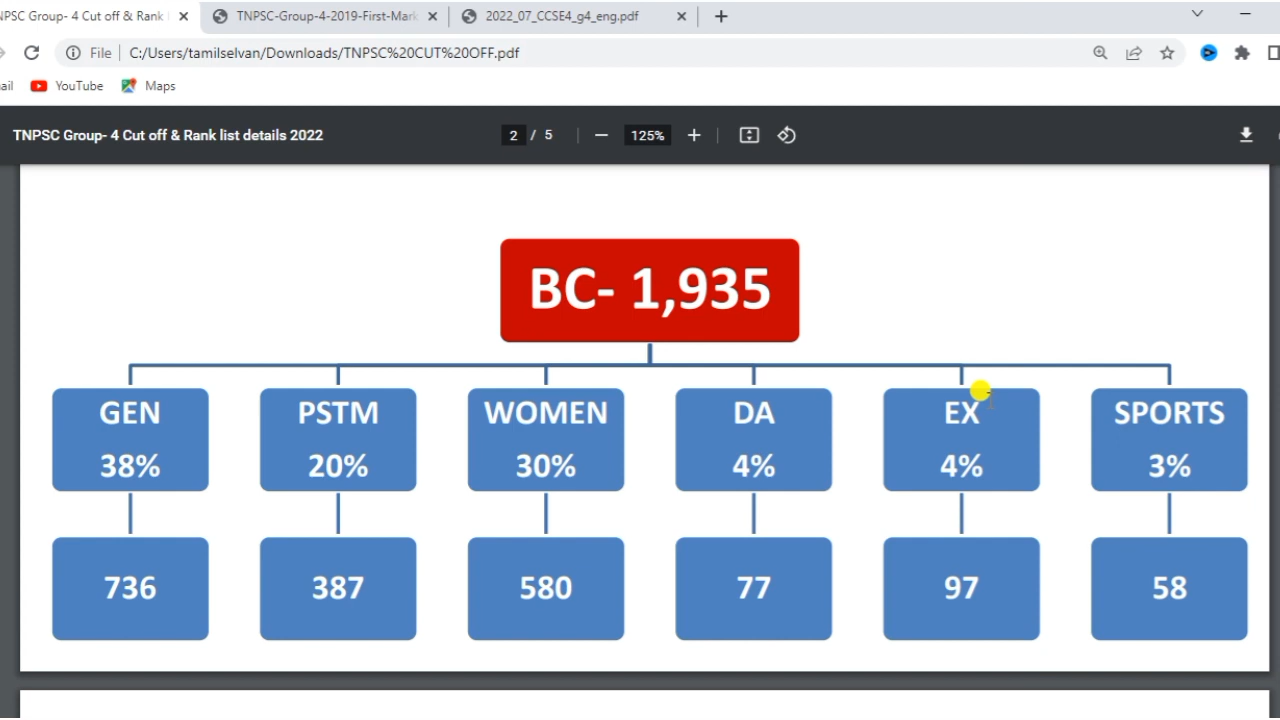 NPSC Group- 4 Cut off & Rank
TNPSC-Group-4-2019-First-Mark
2022_07_CCSE4_g4_eng.pdf
File
C:/Users/tamilselvan/Downloads/TNPSC%20CUT%20OFF.pdf
ail
YouTube
Maps
TNPSC Group- 4 Cut off & Rank list details 2022
2 / 5
125%
BC- 1,935
GEN
38%
PSTM
20%
WOMEN
30%
DA
4%
EX
4%
SPORTS
3%
736
387
580
77
97
58